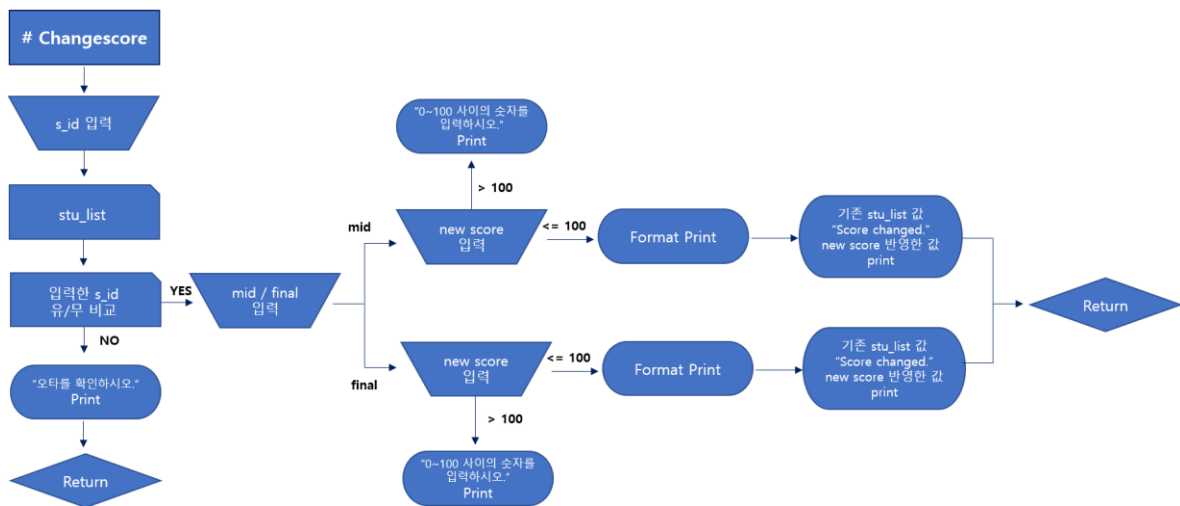 # Changescore
s_id 입력
stu_list
입력한 s_id
유/무 비교
YES
NO
"오타를 확인하시오."
Print
Return
mid / final
입력
mid
final
"0~100 사이의 숫자를
입력하시오."
Print
> 100
new score
입력
<= 100
Format Print
기존 stu_list 값
"Score changed."
new score 반영한 값
print
new score
입력
<= 100
Format Print
기존 stu_list 값
"Score changed."
new score 반영한 값
print
> 100
"0~100 사이의 숫자를
입력하시오."
Print
Return